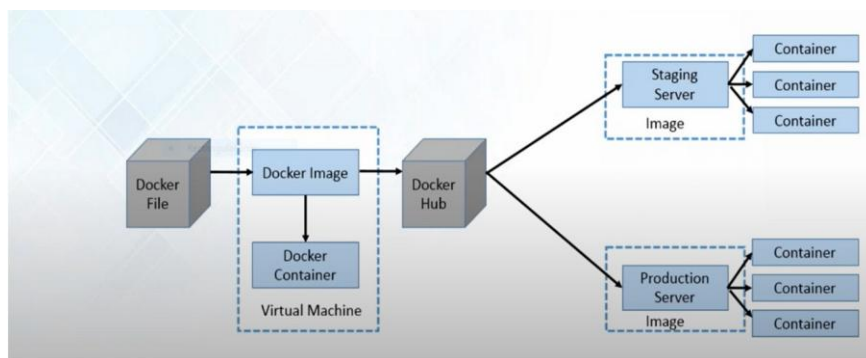 Docker
File
Docker Image
Docker
Container
Virtual Machine
Docker
Hub
Staging
Server
Image
Container
Container
Container
Production
Server
Image
Container
Container
Container